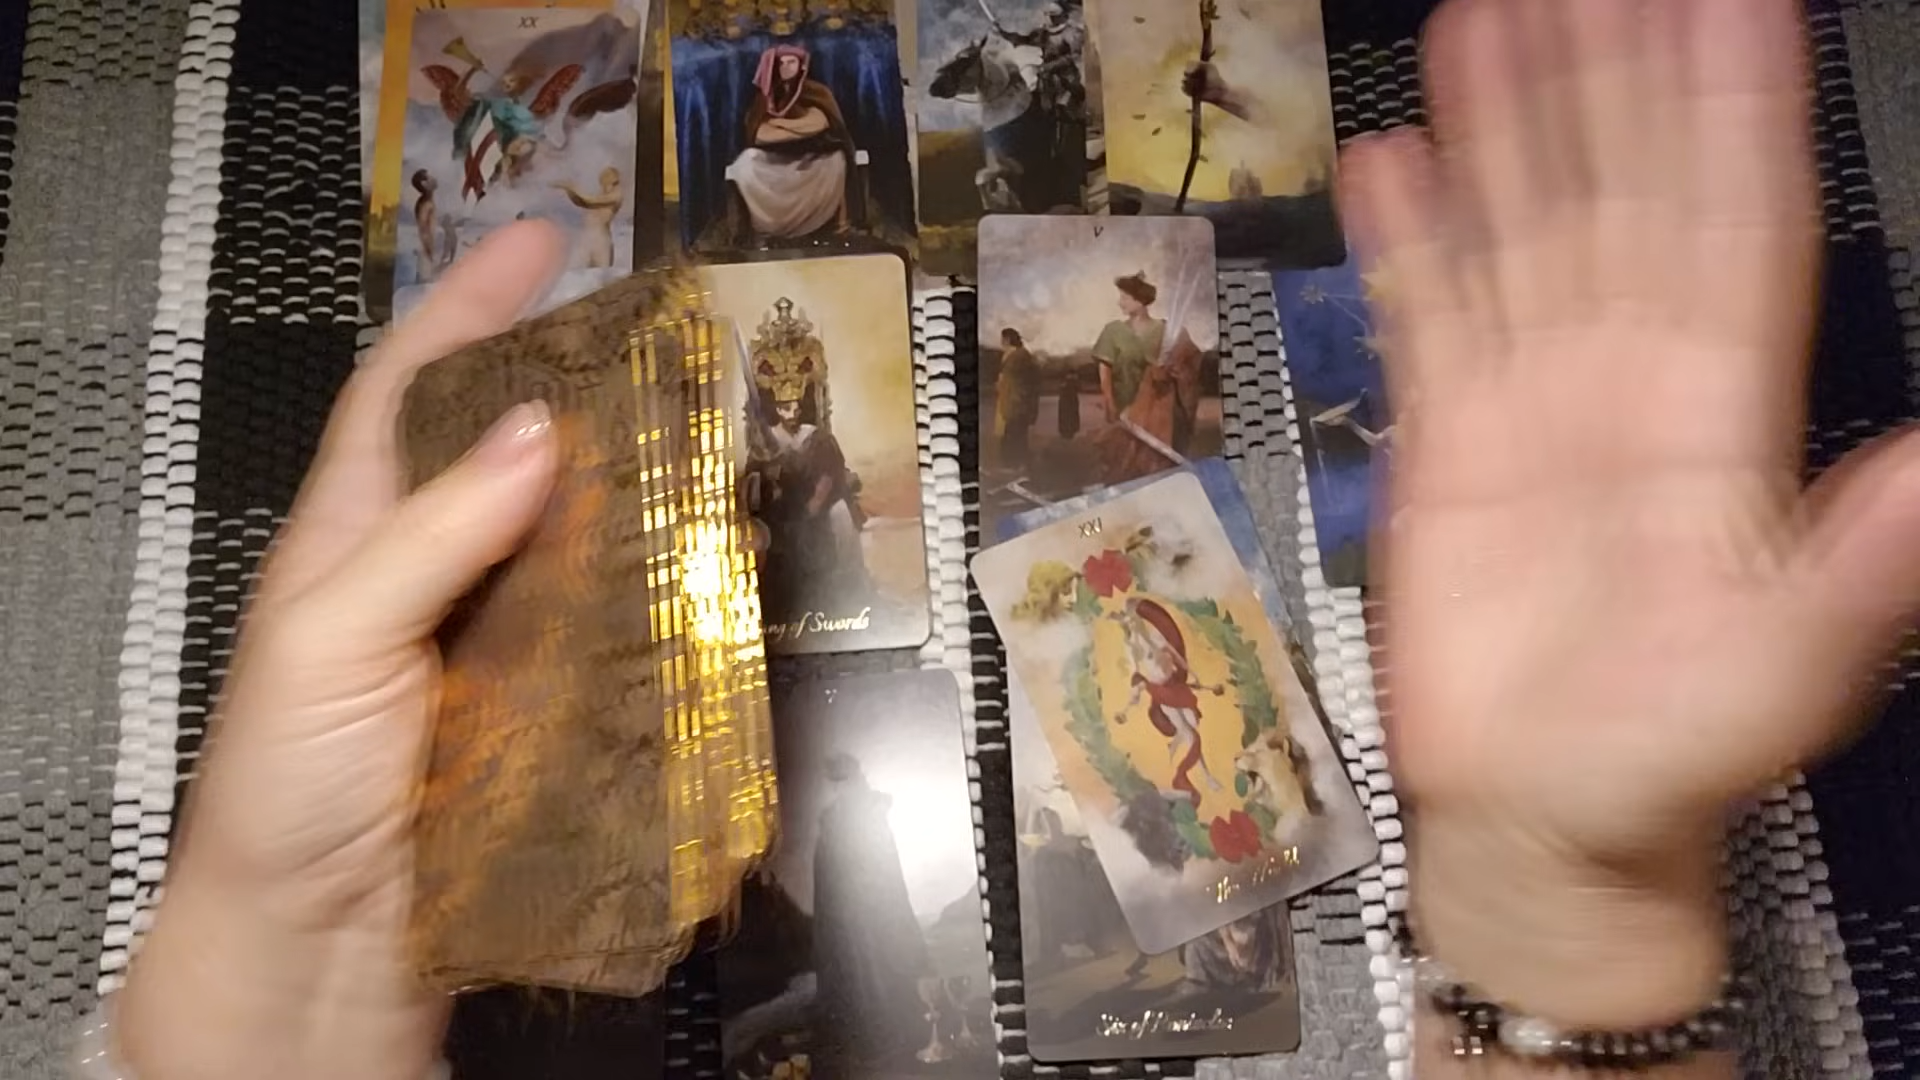 XX
V
XXI
King of Swords
V
The World
Six of Pentacles